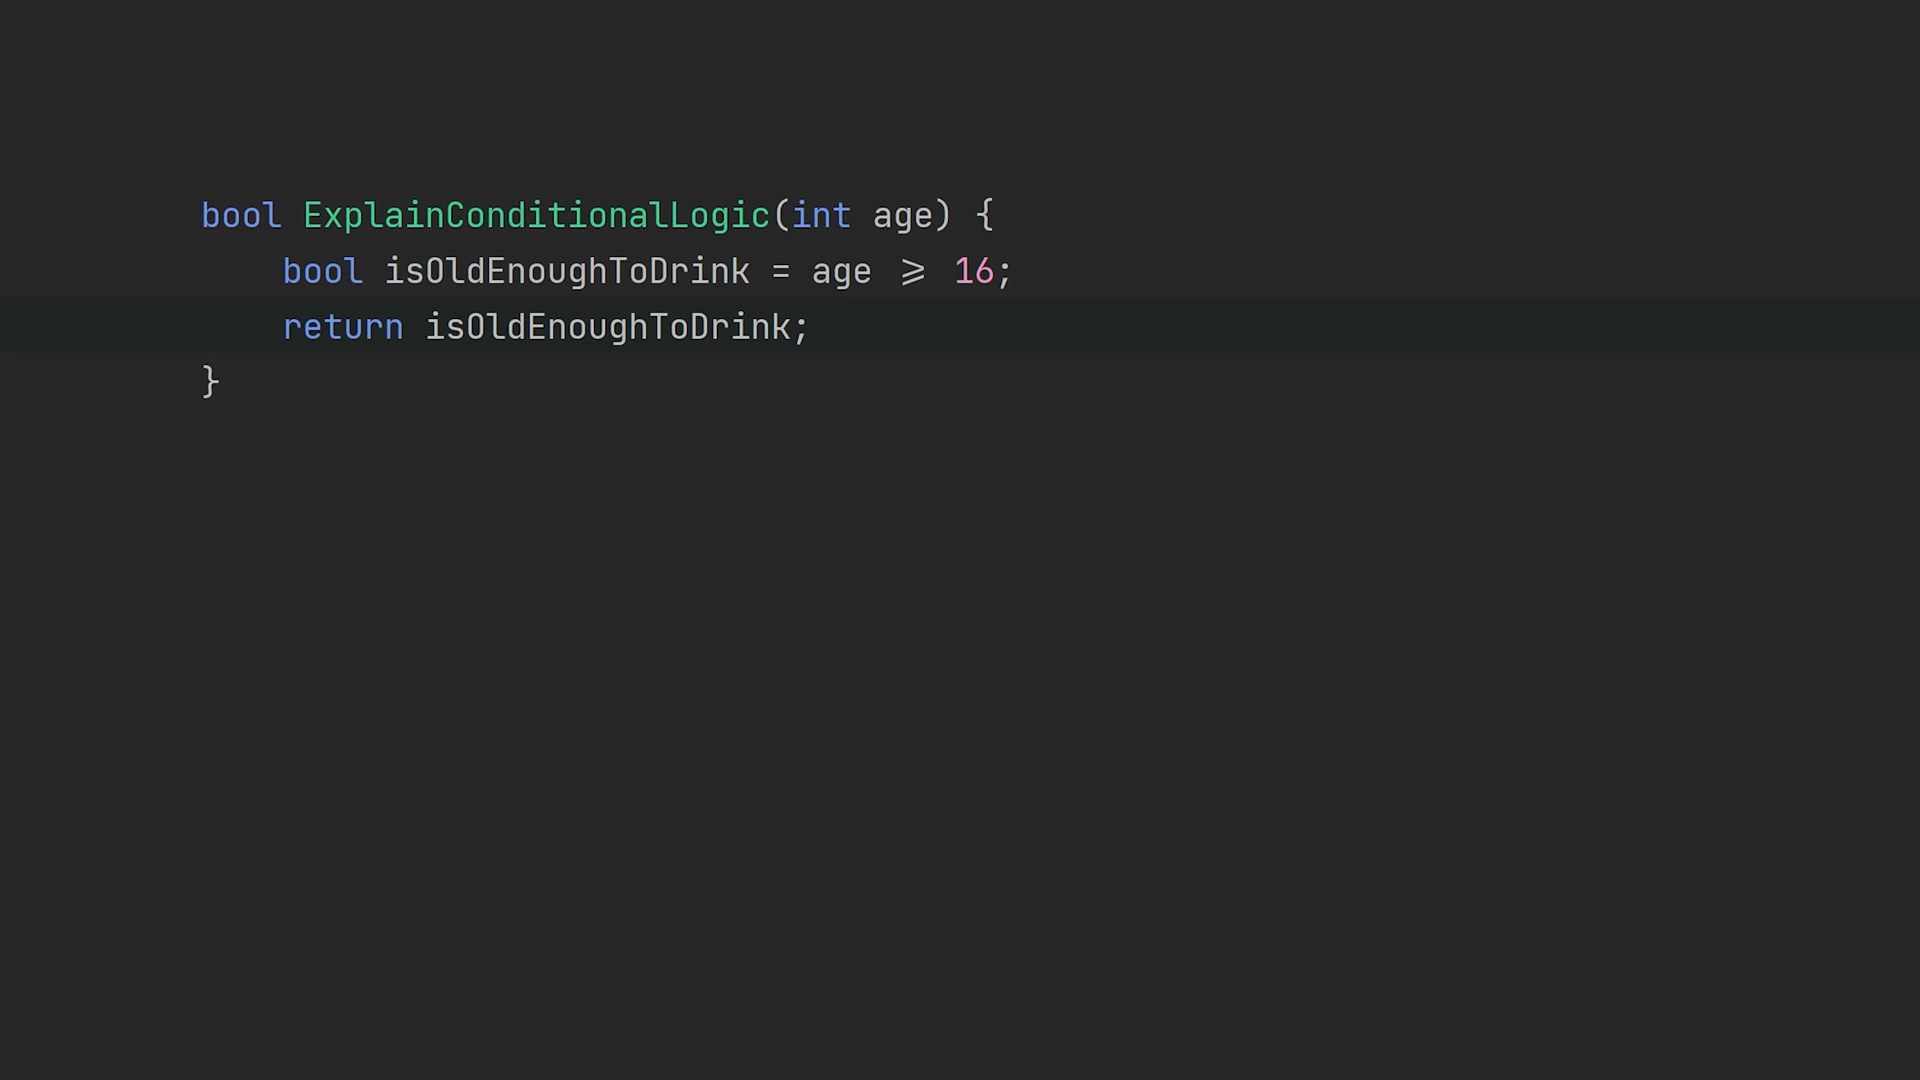 bool ExplainConditionalLogic(int age) {
    bool isOldEnoughToDrink = age ⩾ 16;
    return isOldEnoughToDrink;
}